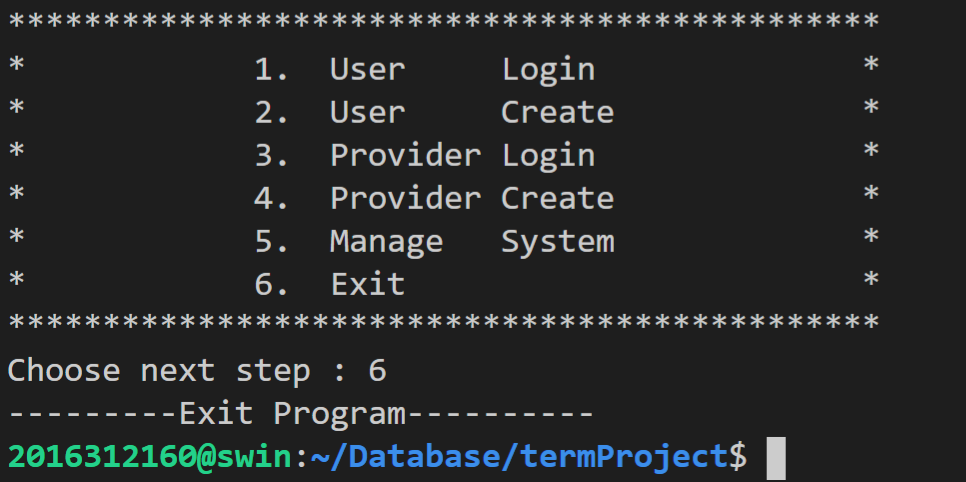 **********************************************
*            1.  User     Login              *
*            2.  User     Create             *
*            3.  Provider Login              *
*            4.  Provider Create             *
*            5.  Manage   System             *
*            6.  Exit                        *
**********************************************
Choose next step : 6
---------Exit Program----------
2016312160@swin:~/Database/termProject$